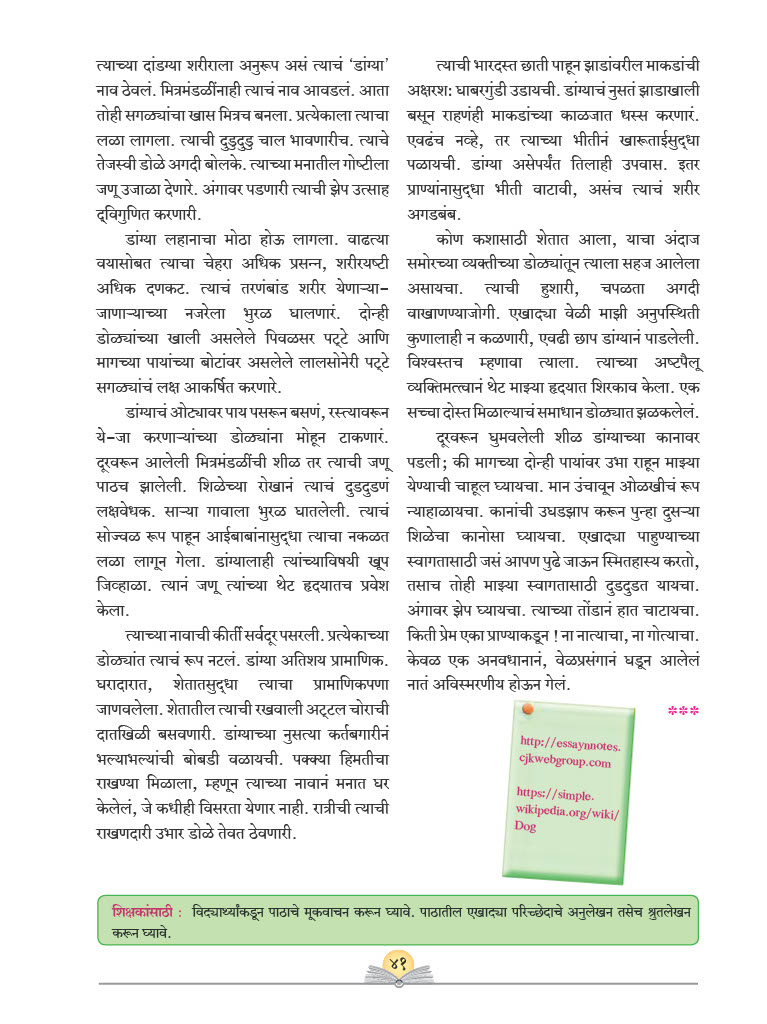 त्याच्या दांडग्या शरीराला अनुरूप असं त्याचं ‘डांग्या’
नाव ठेवलं. मित्रमंडळींनाही त्याचं नाव आवडलं. आता
तोही सगळ्यांचा खास मित्रच बनला. प्रत्येकाला त्याचा
लळा लागला. त्याची दुडुदुडु चाल भावणारीच. त्याचे
तेजस्वी डोळे अगदी बोलके. त्याच्या मनातील गोष्टीला
जणू उजाळा देणारे. अंगावर पडणारी त्याची झेप उत्साह
द्‌विगुणित करणारी.
डांग्या लहानाचा मोठा होऊ लागला. वाढत्या
वयासोबत त्याचा चेहरा अधिक प्रसन्न, शरीरयष्टी
अधिक दणकट. त्याचं तरणंबांड शरीर येणाऱ्या-
जाणाऱ्याच्या नजरेला भुरळ घालणारं. दोन्ही
डोळ्यांच्या खाली असलेले पिवळसर पट्‌टे आणि
मागच्या पायांच्या बोटांवर असलेले लालसोनेरी पट्‌टे
सगळ्यांचं लक्ष आकर्षित करणारे.
डांग्याचं ओट्यावर पाय पसरून बसणं, रस्त्यावरून
ये-जा करणाऱ्यांच्या डोळ्यांना मोहून टाकणारं.
दूरवरून आलेली मित्रमंडळींची शीळ तर त्याची जणू
पाठच झालेली. शिळेच्या रोखानं त्याचं दुडदुडणं
लक्षवेधक. साऱ्या गावाला भुरळ घातलेली. त्याचं
सोज्वळ रूप पाहून आईबाबांनासुद्‌धा त्याचा नकळत
लळा लागून गेला. डांग्यालाही त्यांच्याविषयी खूप
जिव्हाळा. त्यानं जणू त्यांच्या थेट हृदयातच प्रवेश
केला.
त्याच्या नावाची कीर्ती सर्वदूर पसरली. प्रत्येकाच्या
डोळ्यांत त्याचं रूप नटलं. डांग्या अतिशय प्रामाणिक.
घरादारात, शेतातसुद्‌धा त्याचा प्रामाणिकपणा
जाणवलेला. शेतातील त्याची रखवाली अट्‌टल चोराची
दातखिळी बसवणारी. डांग्याच्या नुसत्या कर्तबगारीनं
भल्याभल्यांची बोबडी वळायची. पक्क्या हिमतीचा
राखण्या मिळाला, म्हणून त्याच्या नावानं मनात घर
केलेलं, जे कधीही विसरता येणार नाही. रात्रीची त्याची
राखणदारी उभार डोळे तेवत ठेवणारी.
त्याची भारदस्त छाती पाहून झाडांवरील माकडांची
अक्षरश: घाबरगुंडी उडायची. डांग्याचं नुसतं झाडाखाली
बसून राहणंही माकडांच्या काळजात धस्स करणारं.
एवढंच नव्हे, तर त्याच्या भीतीनं खारूताईसुद्‌धा
पळायची. डांग्या असेपर्यंत तिलाही उपवास. इतर
प्राण्यांनासुद्‌धा भीती वाटावी, असंच त्याचं शरीर
अगडबंब.
कोण कशासाठी शेतात आला, याचा अंदाज
समोरच्या व्यक्तीच्या डोळ्यांतून त्याला सहज आलेला
असायचा. त्याची हुशारी, चपळता अगदी
वाखाणण्याजोगी. एखाद्या वेळी माझी अनुपस्थिती
कुणालाही न कळणारी, एवढी छाप डांग्यानं पाडलेली.
विश्वस्तच म्हणावा त्याला. त्याच्या अष्टपैलू
व्यक्तिमत्त्वानं थेट माझ्या हृदयात शिरकाव केला. एक
सच्चा दोस्त मिळाल्याचं समाधान डोळ्यात झळकलेलं.
दूरवरून घुमवलेली शीळ डांग्याच्या कानावर
पडली; की मागच्या दोन्ही पायांवर उभा राहून माझ्या
येण्याची चाहूल घ्यायचा. मान उंचावून ओळखीचं रूप
न्याहाळायचा. कानांची उघडझाप करून पुन्हा दुसऱ्या
शिळेचा कानोसा घ्यायचा. एखाद्या पाहुण्याच्या
स्वागतासाठी जसं आपण पुढे जाऊन स्मितहास्य करतो,
तसाच तोही माझ्या स्वागतासाठी दुडदुडत यायचा.
अंगावर झेप घ्यायचा. त्याच्या तोंडानं हात चाटायचा.
किती प्रेम एका प्राण्याकडून ! ना नात्याचा, ना गोत्याचा.
केवळ एक अनवधानानं, वेळप्रसंगानं घडून आलेलं
नातं अविस्मरणीय होऊन गेलं.
***
http://essaynnotes.
cjkwebgroup.com
https://simple.
wikipedia.org/wiki/
Dog
शिक्षकांसाठी : विद्यार्थ्यांकडून पाठाचे मूकवाचन करून घ्यावे. पाठातील एखाद्या परिच्छेदाचे अनुलेखन तसेच श्रुतलेखन
करून घ्यावे.
४१